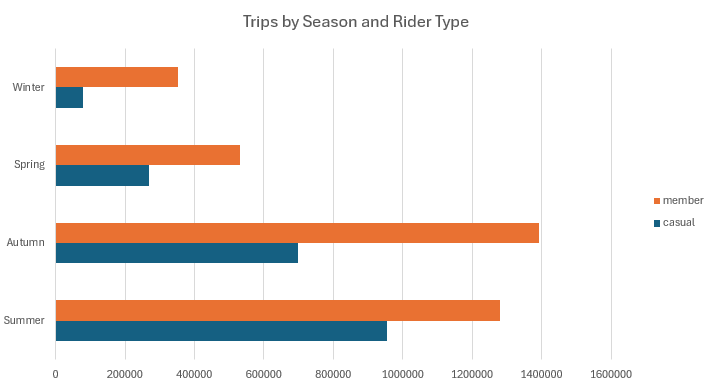 Trips by Season and Rider Type
Winter
Spring
Autumn
Summer
member
casual
0 200000 400000 600000 800000 1000000 1200000 1400000 1600000